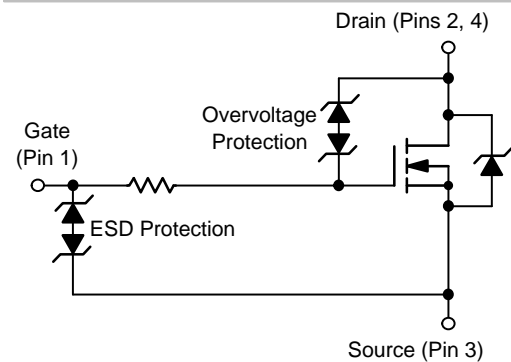 Drain (Pins 2, 4)
Overvoltage
Protection
Gate
(Pin 1)
ESD Protection
Source (Pin 3)